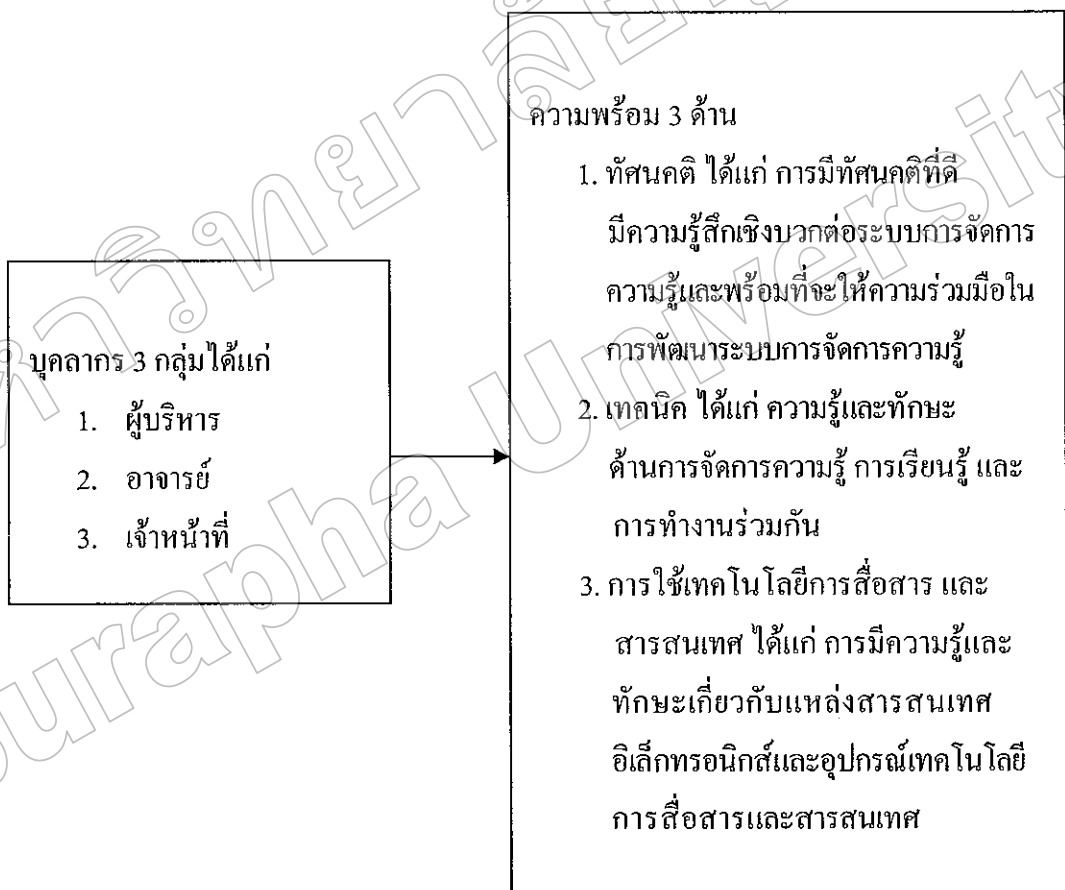 บุคลากร 3 กลุ่มได้แก่
1. ผู้บริหาร
2. อาจารย์
3. เจ้าหน้าที่
ความพร้อม 3 ด้าน
1. ทัศนคติ ได้แก่ การมีทัศนคติที่ดี
มีความรู้สึกเชิงบวกต่อระบบการจัดการ
ความรู้และพร้อมที่จะให้ความร่วมมือใน
การพัฒนาระบบการจัดการความรู้
2. เทคนิค ได้แก่ ความรู้และทักษะ
ด้านการจัดการความรู้ การเรียนรู้ และ
การทำงานร่วมกัน
3. การใช้เทคโนโลยีการสื่อสาร และ
สารสนเทศ ได้แก่ การมีความรู้และ
ทักษะเกี่ยวกับแหล่งสารสนเทศ
อิเล็กทรอนิกส์และอุปกรณ์เทคโนโลยี
การสื่อสารและสารสนเทศ